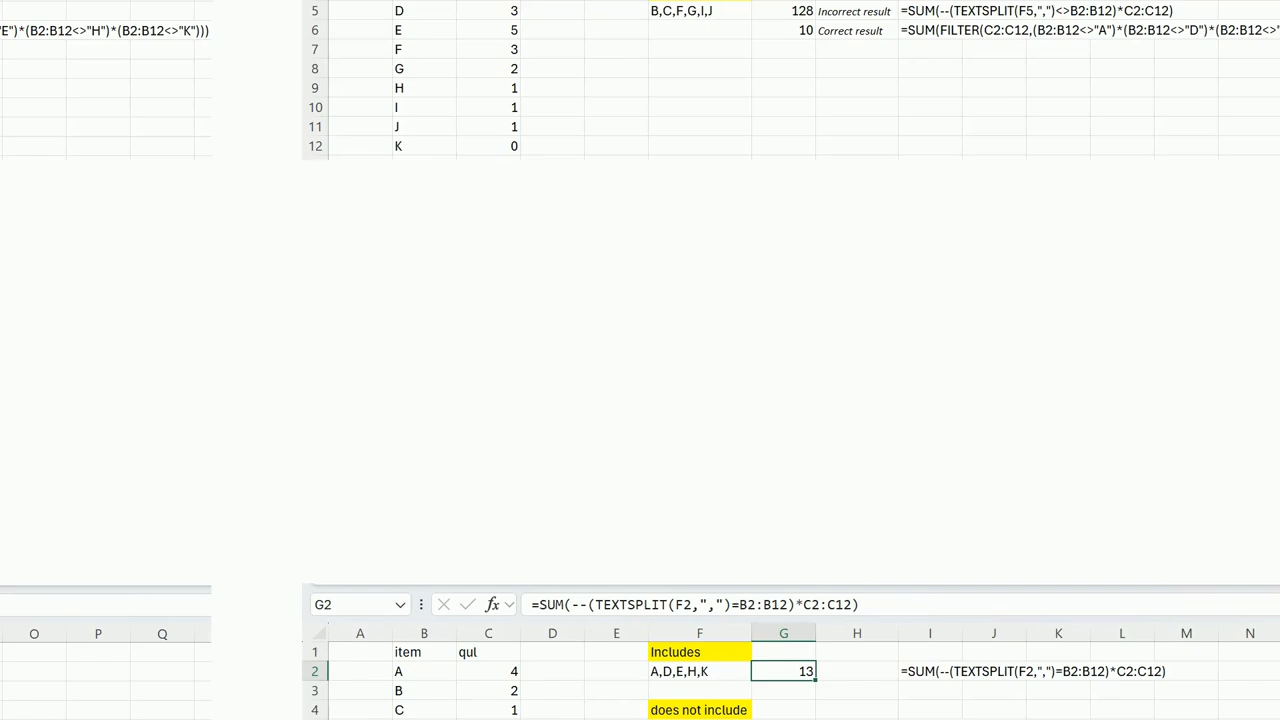 5 D 3 B,C,F,G,I,J 128 Incorrect result =SUM(--(TEXTSPLIT(F5,",")<>B2:B12)*C2:C12)
E")*(B2:B12<>"H")*(B2:B12<>"K"))) 6 E 5 10 Correct result =SUM(FILTER(C2:C12,(B2:B12<>"A")*(B2:B12<>"D")*(B2:B12<>"
7 F 3
8 G 2
9 H 1
10 I 1
11 J 1
12 K 0
G2 fx =SUM(--(TEXTSPLIT(F2,",")=B2:B12)*C2:C12)
O P Q A B C D E F G H I J K L M N
1 item qul Includes
2 A 4 A,D,E,H,K 13 =SUM(--(TEXTSPLIT(F2,",")=B2:B12)*C2:C12)
3 B 2
4 C 1 does not include